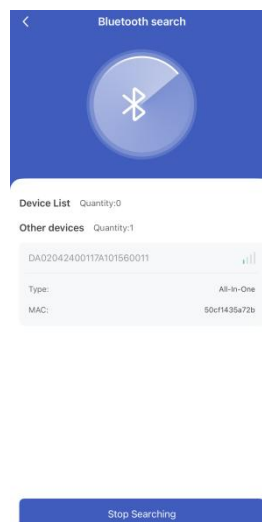 Bluetooth search
Device List Quantity:0
Other devices Quantity:1
DA02042400117A101560011
Type: All-In-One
MAC: 50cf1435a72b
Stop Searching